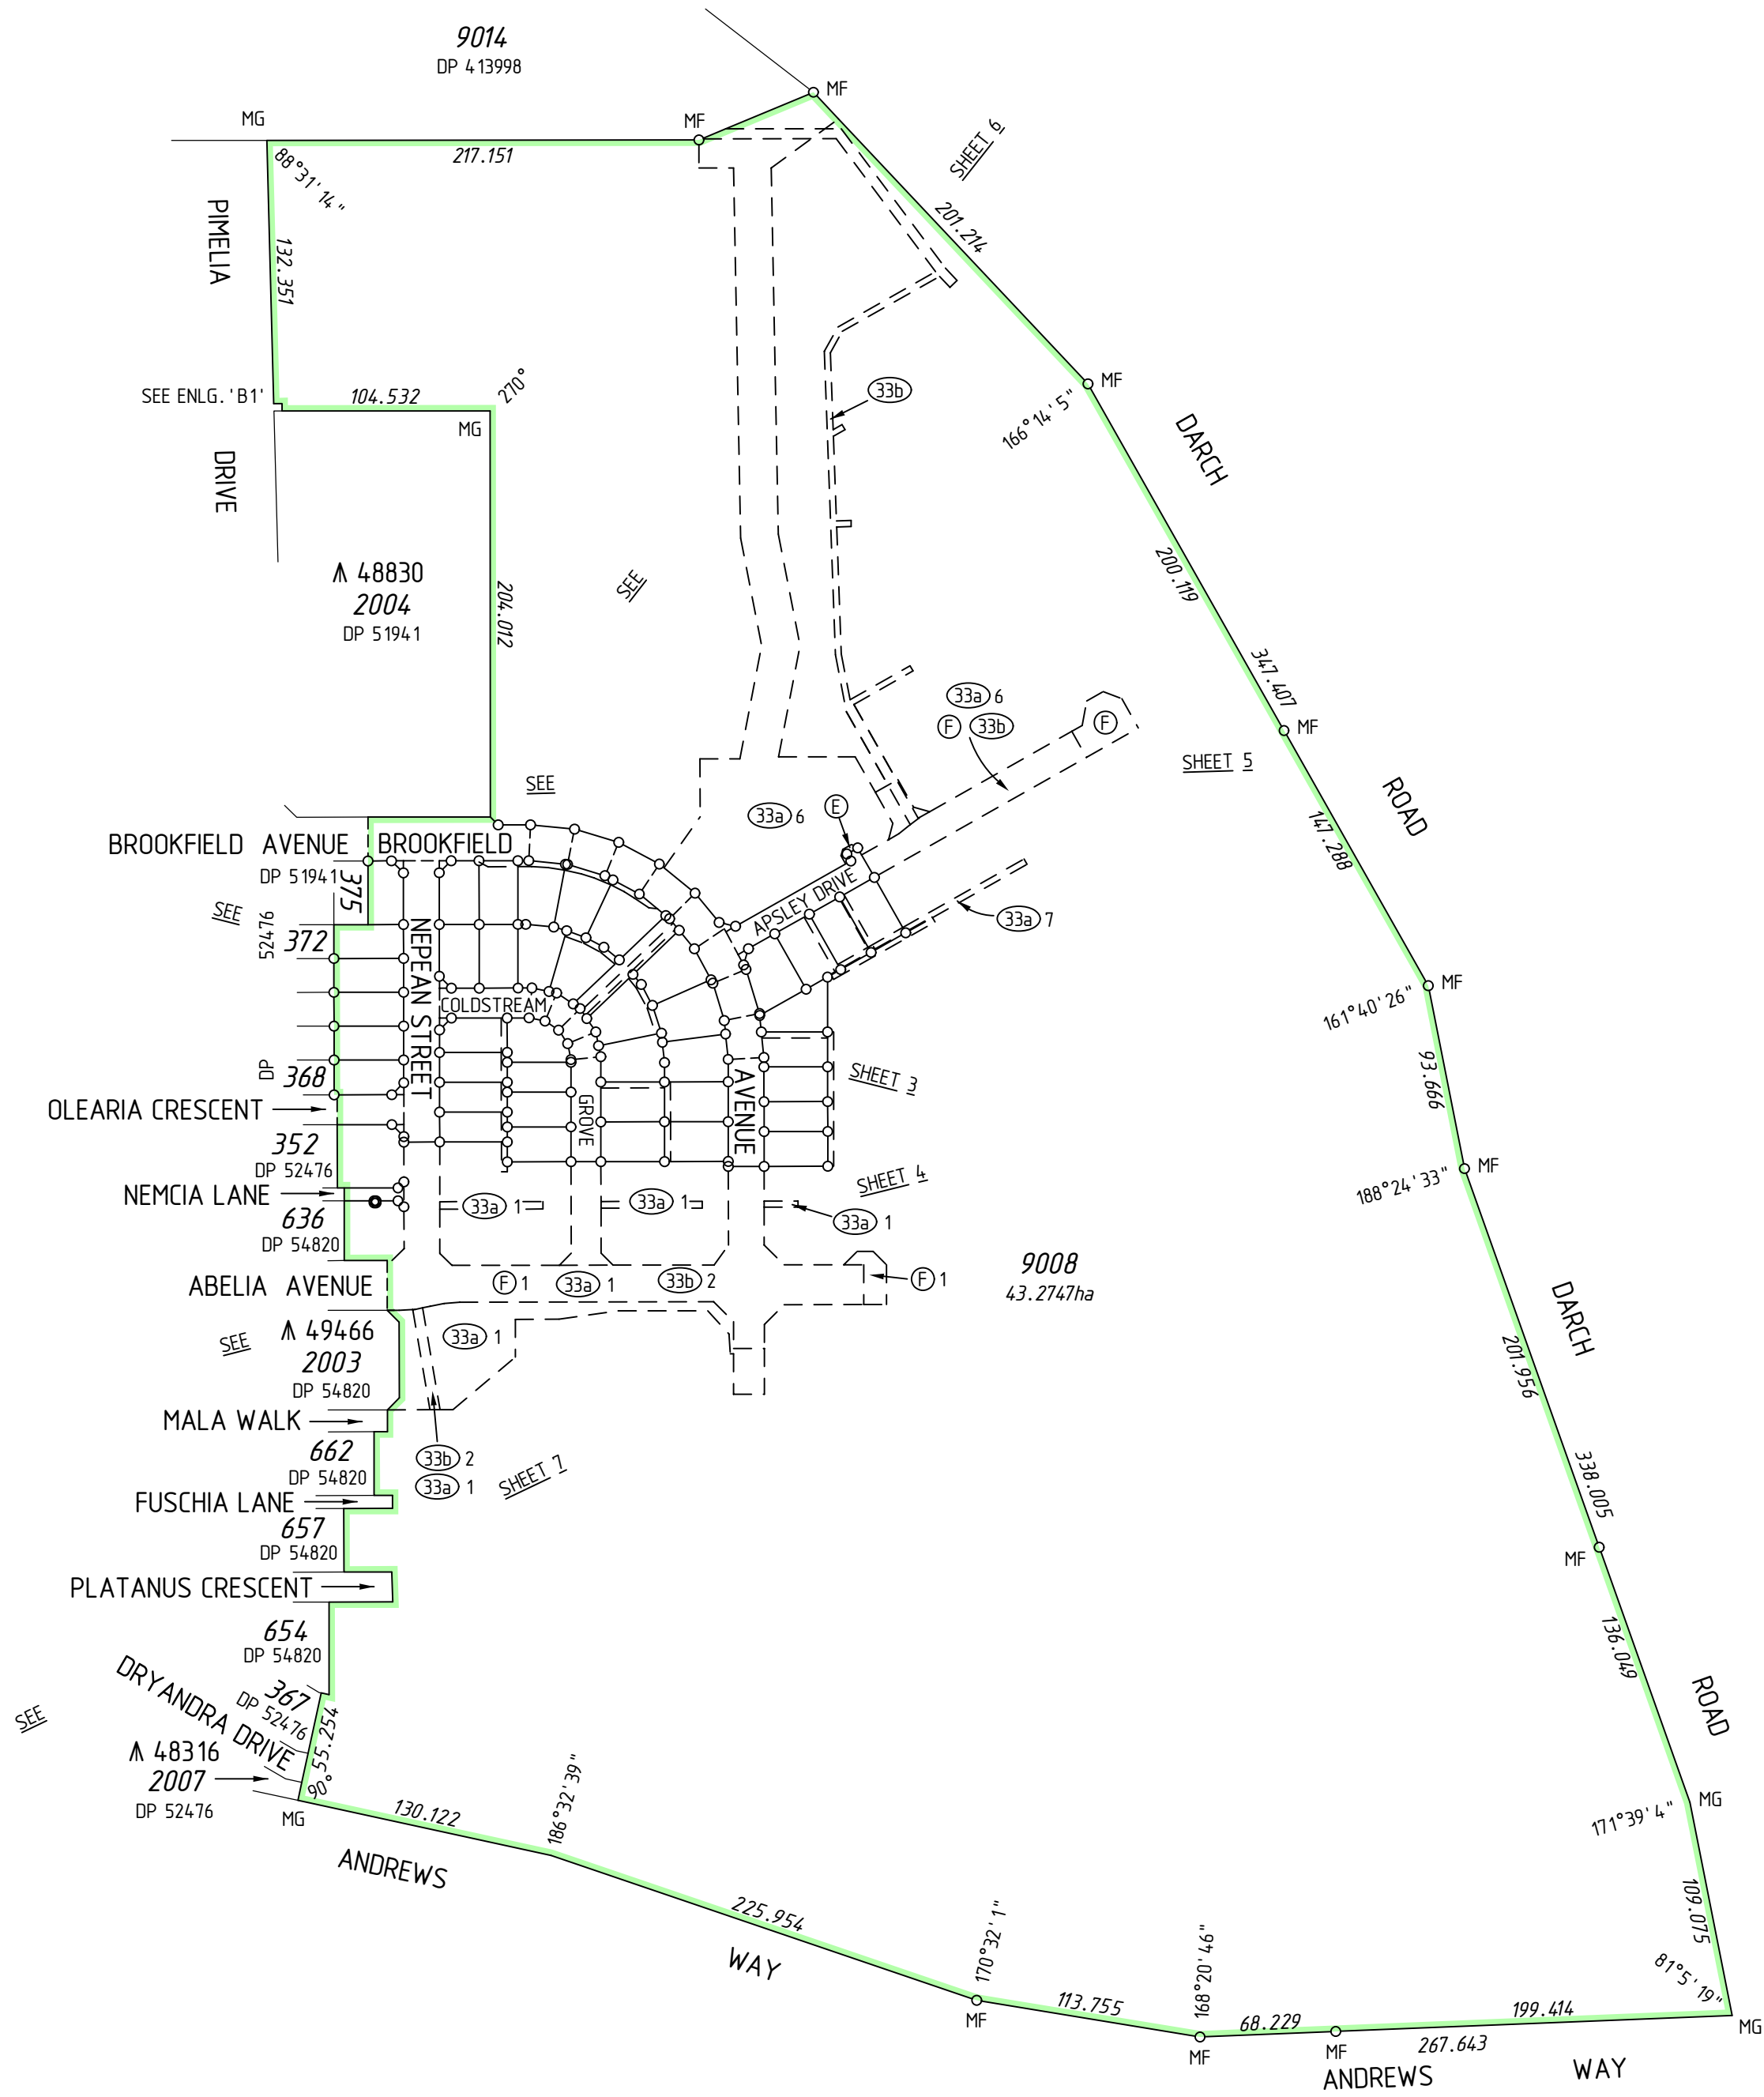 9014
DP 413998
MG
MF
MF
217.151
88°31'14"
SHEET 6
PIMELIA
132.351
201.214
SEE ENLG.'B1'
104.532
270°
MG
33b
MF
166°14'5"
DARCH
DRIVE
48830
2004
DP 51941
204.012
SEE
200.119
347.407
MF
33a 6
F 33b
F
SHEET 5
SEE
33a 6
E
ROAD
147.288
BROOKFIELD AVENUE
BROOKFIELD
DP 51941
375
APSLEY DRIVE
33a 7
SEE
52476
372
NEPEAN STREET
COLDSTREAM
MF
161°40'26"
DP
368
93.666
SHEET 3
OLEARIA CRESCENT
GROVE
AVENUE
352
DP 52476
MF
188°24'33"
SHEET 4
NEMCIA LANE
33a 1
33a 1
33a 1
636
DP 54820
9008
43.2747ha
ABELIA AVENUE
F 1
33a 1
33b 2
F 1
DARCH
SEE
49466
2003
DP 54820
33a 1
201.956
MALA WALK
662
DP 54820
33b 2
33a 1
SHEET 7
338.005
FUSCHIA LANE
657
DP 54820
MF
PLATANUS CRESCENT
654
DP 54820
136.049
DRYANDRA DRIVE
367
DP 52476
ROAD
SEE
55.254
48316
2007
DP 52476
90°
MG
MG
171°39'4"
130.122
186°32'39"
ANDREWS
109.075
225.954
WAY
170°32'1"
168°20'46"
81°5'19"
MF
113.755
68.229
199.414
MG
MF
MF
267.643
ANDREWS
WAY